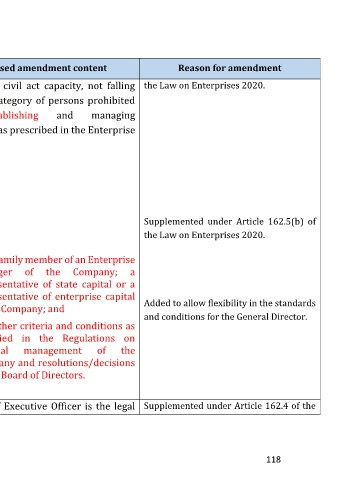 sed amendment content Reason for amendment
civil act capacity, not falling the Law on Enterprises 2020.
ategory of persons prohibited
ablishing and managing
as prescribed in the Enterprise
Supplemented under Article 162.5(b) of
the Law on Enterprises 2020.
amily member of an Enterprise
ger of the Company; a
sentative of state capital or a
sentative of enterprise capital
Company; and
Added to allow flexibility in the standards
and conditions for the General Director.
ther criteria and conditions as
ied in the Regulations on
al management of the
any and resolutions/decisions
Board of Directors.
Executive Officer is the legal Supplemented under Article 162.4 of the
118